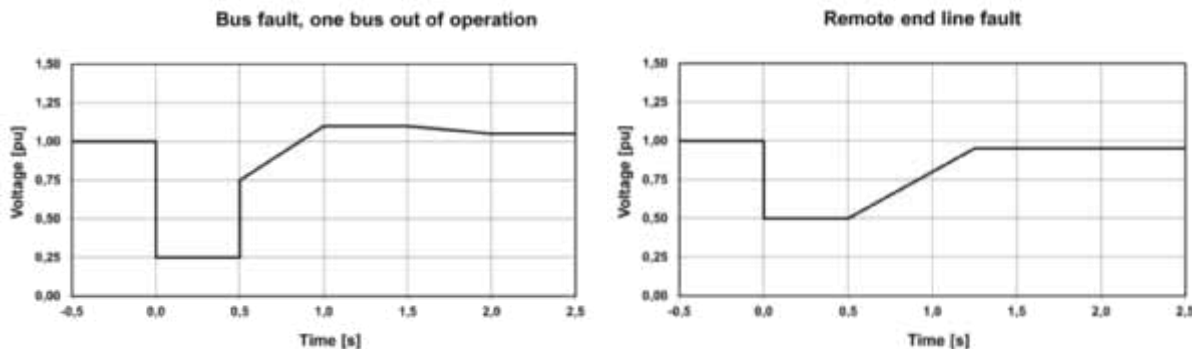 Bus fault, one bus out of operation
1,50
1,25
1,00
0,75
0,50
0,25
0,00
Voltage [pu]
-0,5 0,0 0,5 1,0 1,5 2,0 2,5
Time [s]
Remote end line fault
1,50
1,25
1,00
0,75
0,50
0,25
0,00
Voltage [pu]
-0,5 0,0 0,5 1,0 1,5 2,0 2,5
Time [s]